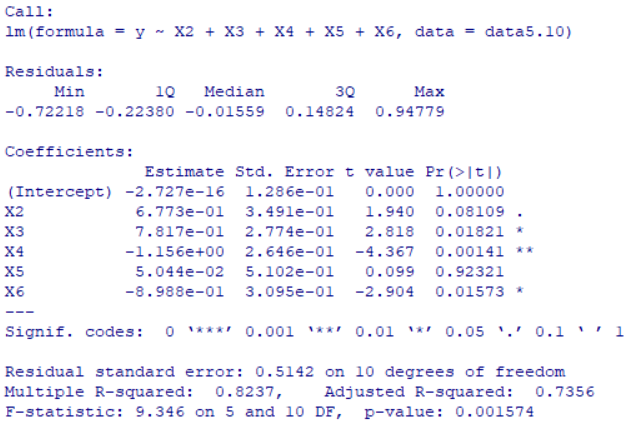 Call:
lm(formula = y ~ X2 + X3 + X4 + X5 + X6, data = data5.10)
Residuals:
Min 1Q Median 3Q Max
-0.72218 -0.22380 -0.01559 0.14824 0.94779
Coefficients:
Estimate Std. Error t value Pr(>|t|)
(Intercept) -2.727e-16 1.286e-01 0.000 1.00000
X2 6.773e-01 3.491e-01 1.940 0.08109 .
X3 7.817e-01 2.774e-01 2.818 0.01821 *
X4 -1.156e+00 2.646e-01 -4.367 0.00141 **
X5 5.044e-02 5.102e-01 0.099 0.92321
X6 -8.988e-01 3.095e-01 -2.904 0.01573 *
---
Signif. codes: 0 ‘***’ 0.001 ‘**’ 0.01 ‘*’ 0.05 ‘.’ 0.1 ‘ ’ 1
Residual standard error: 0.5142 on 10 degrees of freedom
Multiple R-squared: 0.8237, Adjusted R-squared: 0.7356
F-statistic: 9.346 on 5 and 10 DF, p-value: 0.001574